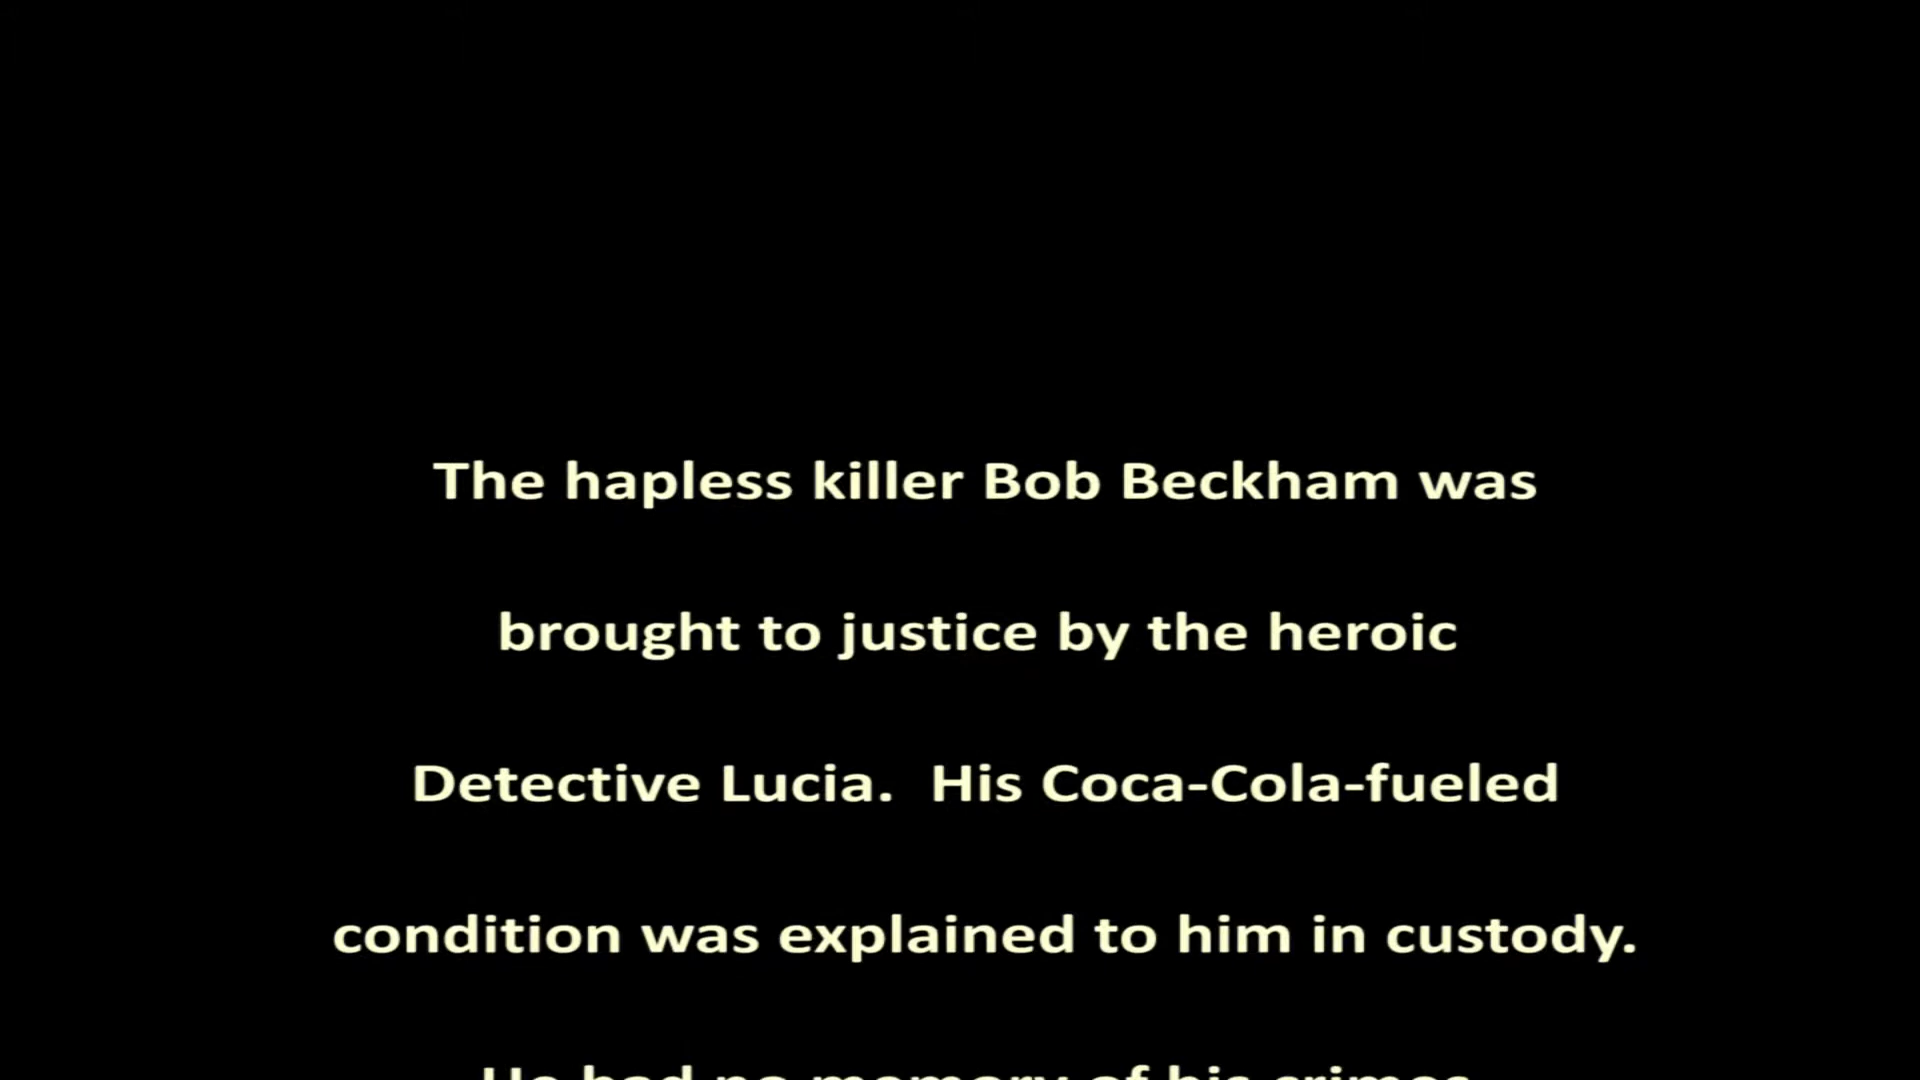 The hapless killer Bob Beckham was
brought to justice by the heroic
Detective Lucia.  His Coca-Cola-fueled
condition was explained to him in custody.
He had no memory of his crimes